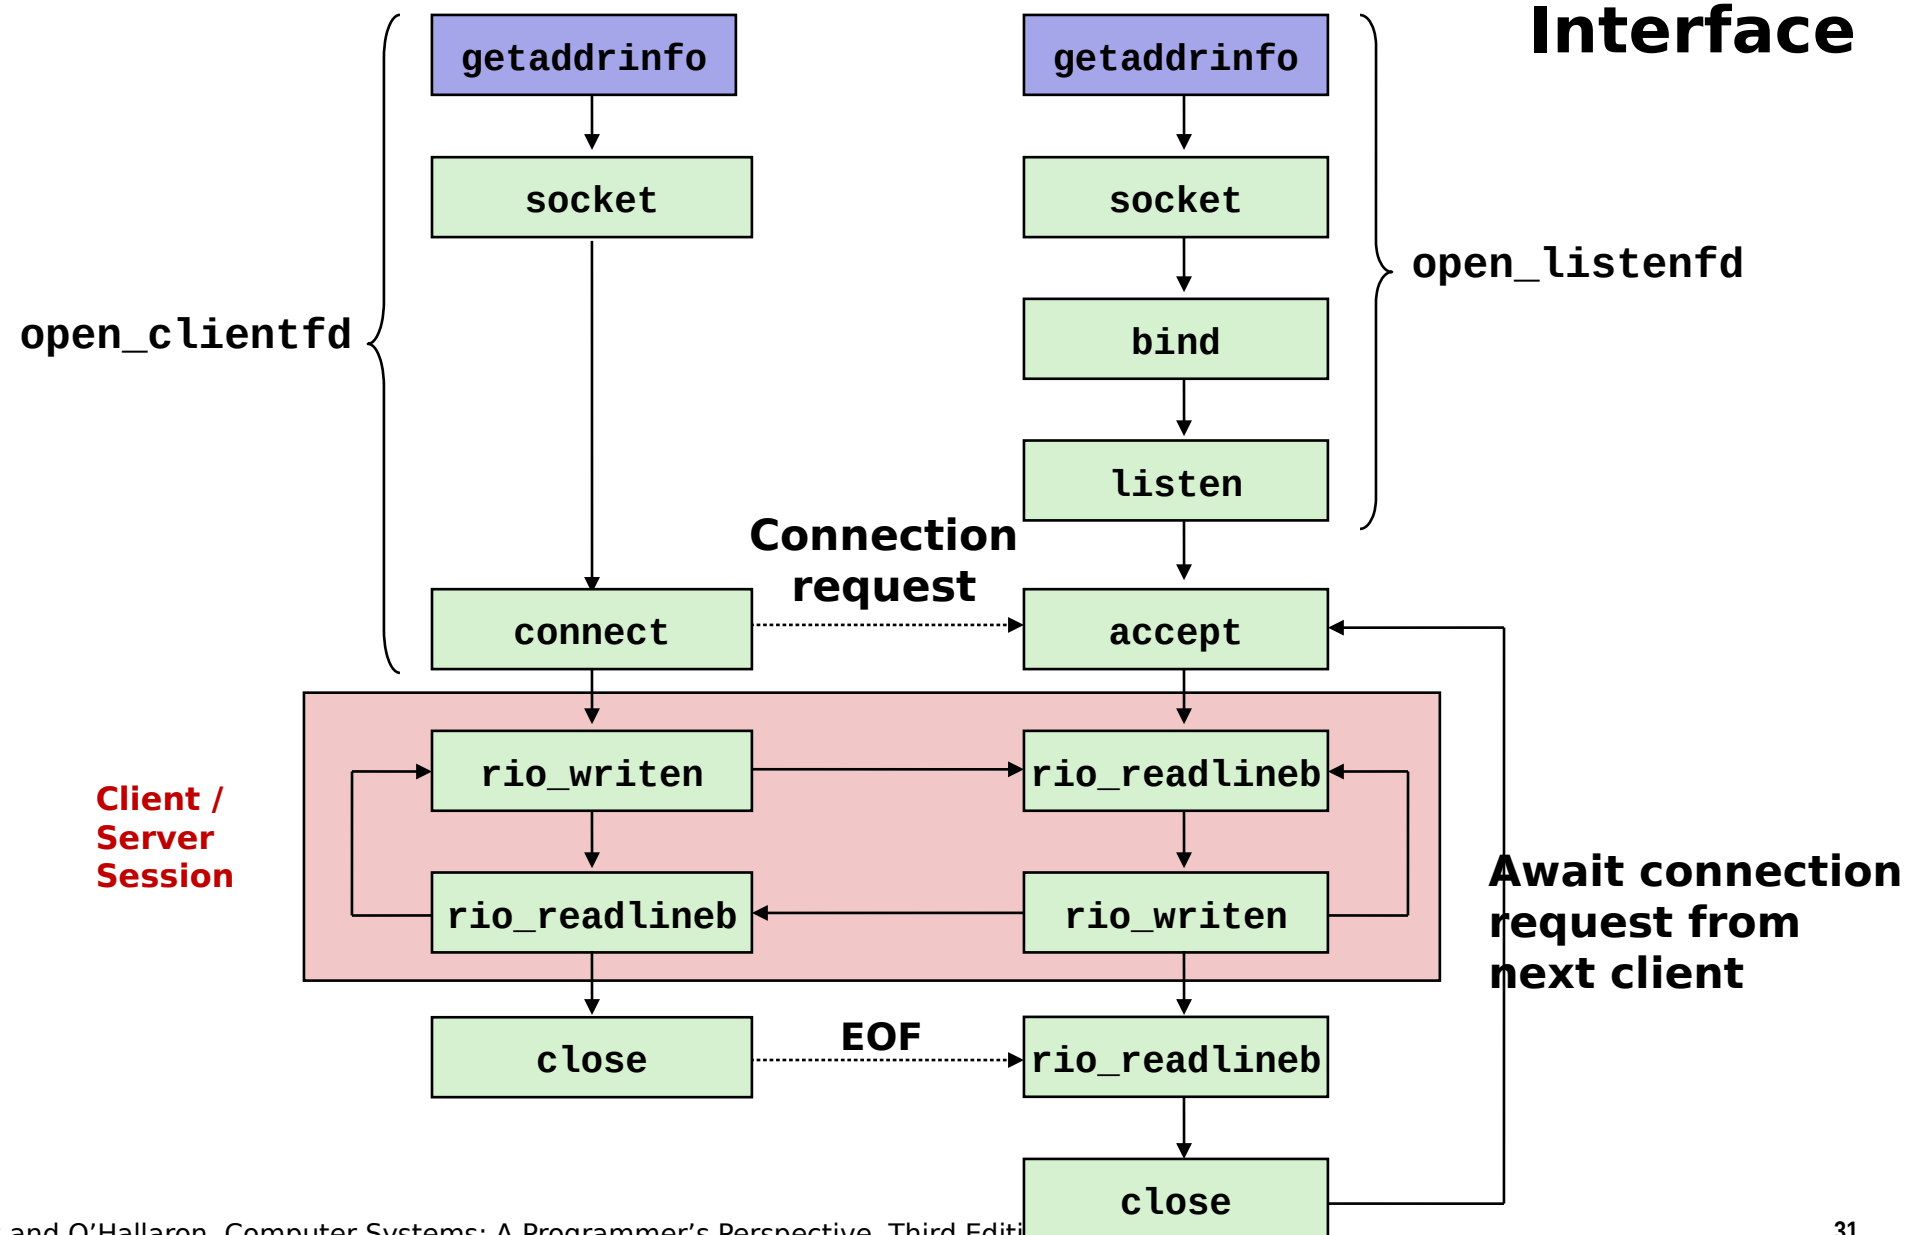 Interface
getaddrinfo
getaddrinfo
socket
socket
open_listenfd
open_clientfd
bind
listen
Connection
request
connect
accept
Client /
Server
Session
rio_writen
rio_readlineb
rio_readlineb
rio_writen
Await connection
request from
next client
close
EOF
rio_readlineb
close
and O’Hallaron, Computer Systems: A Programmer’s Perspective, Third
31